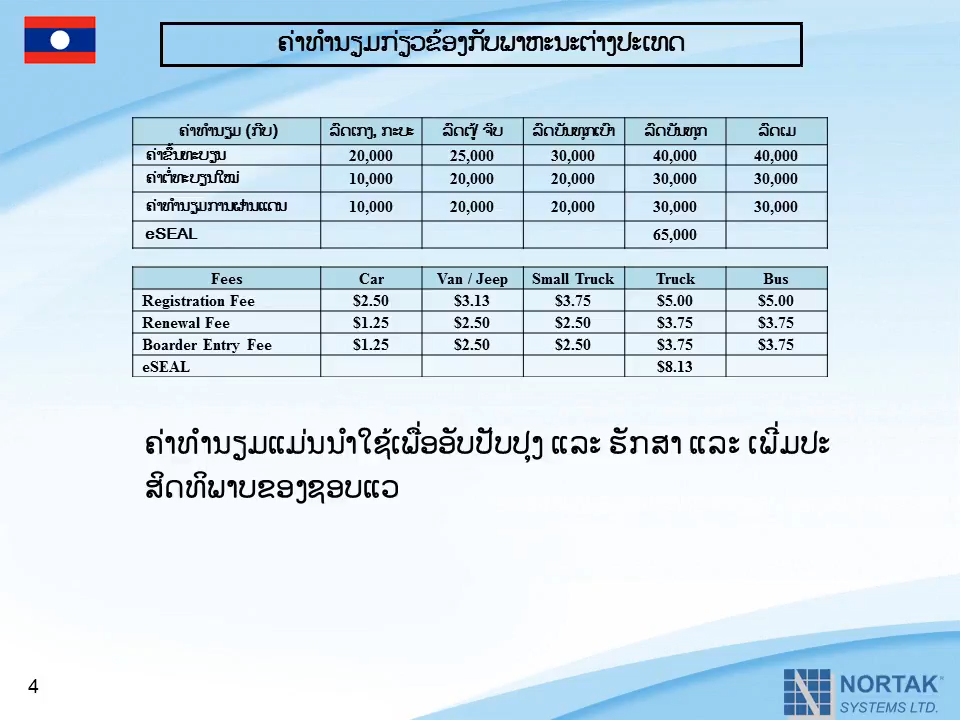 ຄ່າທຳນຽມກ່ຽວຂ້ອງກັບພາຫະນະຕ່າງປະເທດ
ຄ່າທຳນຽມ (ກີບ) ລົດເກງ, ກະບະ ລົດຕູ້/ ຈິບ ລົດບັນທຸກເບົາ ລົດບັນທຸກ ລົດເມ
ຄ່າຂຶ້ນທະບຽນ 20,000 25,000 30,000 40,000 40,000
ຄ່າຕໍ່ທະບຽນໃໝ່ 10,000 20,000 20,000 30,000 30,000
ຄ່າທຳນຽມການຜ່ານແດນ 10,000 20,000 20,000 30,000 30,000
eSEAL 65,000
Fees Car Van / Jeep Small Truck Truck Bus
Registration Fee $2.50 $3.13 $3.75 $5.00 $5.00
Renewal Fee $1.25 $2.50 $2.50 $3.75 $3.75
Boarder Entry Fee $1.25 $2.50 $2.50 $3.75 $3.75
eSEAL $8.13
ຄ່າທຳນຽມແມ່ນນຳໃຊ້ເພື່ອອັບປັບປຸງ ແລະ ຮັກສາ ແລະ ເພີ່ມປະ
ສິດທິພາບຂອງຊອບແວ
4
NORTAK
SYSTEMS LTD.